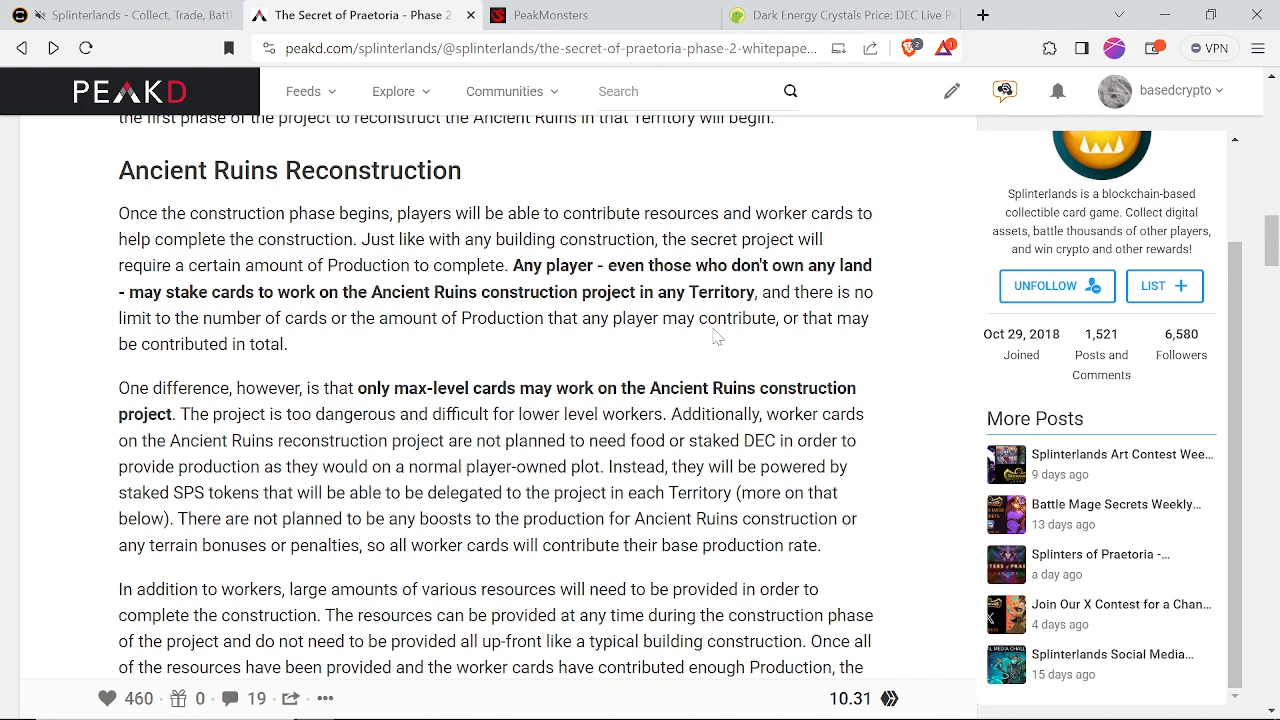 Splinterlands - Collect, Trade, Batt
The Secret of Praetoria - Phase 2
PeakMonsters
Dark Energy Crystals Price: DEC Live P
peakd.com/splinterlands/@splinterlands/the-secret-of-praetoria-phase-2-whitepape...
2
1
VPN
PEAKD
Feeds
Explore
Communities
Search
basedcrypto
the first phase of the project to reconstruct the Ancient Ruins in that Territory will begin.
Ancient Ruins Reconstruction
Once the construction phase begins, players will be able to contribute resources and worker cards to
help complete the construction. Just like with any building construction, the secret project will
require a certain amount of Production to complete. Any player - even those who don't own any land
- may stake cards to work on the Ancient Ruins construction project in any Territory, and there is no
limit to the number of cards or the amount of Production that any player may contribute, or that may
be contributed in total.
One difference, however, is that only max-level cards may work on the Ancient Ruins construction
project. The project is too dangerous and difficult for lower level workers. Additionally, worker cards
on the Ancient Ruins reconstruction project are not planned to need food or staked DEC in order to
provide production as they would on a normal player-owned plot. Instead, they will be powered by
staked SPS tokens that will be able to be delegated to the project in each Territory (more on that
below). There are not planned to be any boosts to the production for Ancient Ruins construction or
any terrain bonuses or penalties, so all worker cards will contribute their base production rate.
In addition to workers, large amounts of various resources will need to be provided in order to
complete the construction. The resources can be provided at any time during the construction phase
of the project and do not need to be provided all up-front like a typical building construction. Once all
of the resources have been provided and the worker cards have contributed enough Production, the
460
0
19
10.31
Splinterlands is a blockchain-based
collectible card game. Collect digital
assets, battle thousands of other players,
and win crypto and other rewards!
UNFOLLOW
LIST
Oct 29, 2018
1,521
6,580
Joined
Posts and
Comments
Followers
More Posts
Splinterlands Art Contest Wee...
9 days ago
Battle Mage Secrets Weekly...
13 days ago
Splinters of Praetoria -...
a day ago
Join Our X Contest for a Chan...
4 days ago
Splinterlands Social Media...
15 days ago